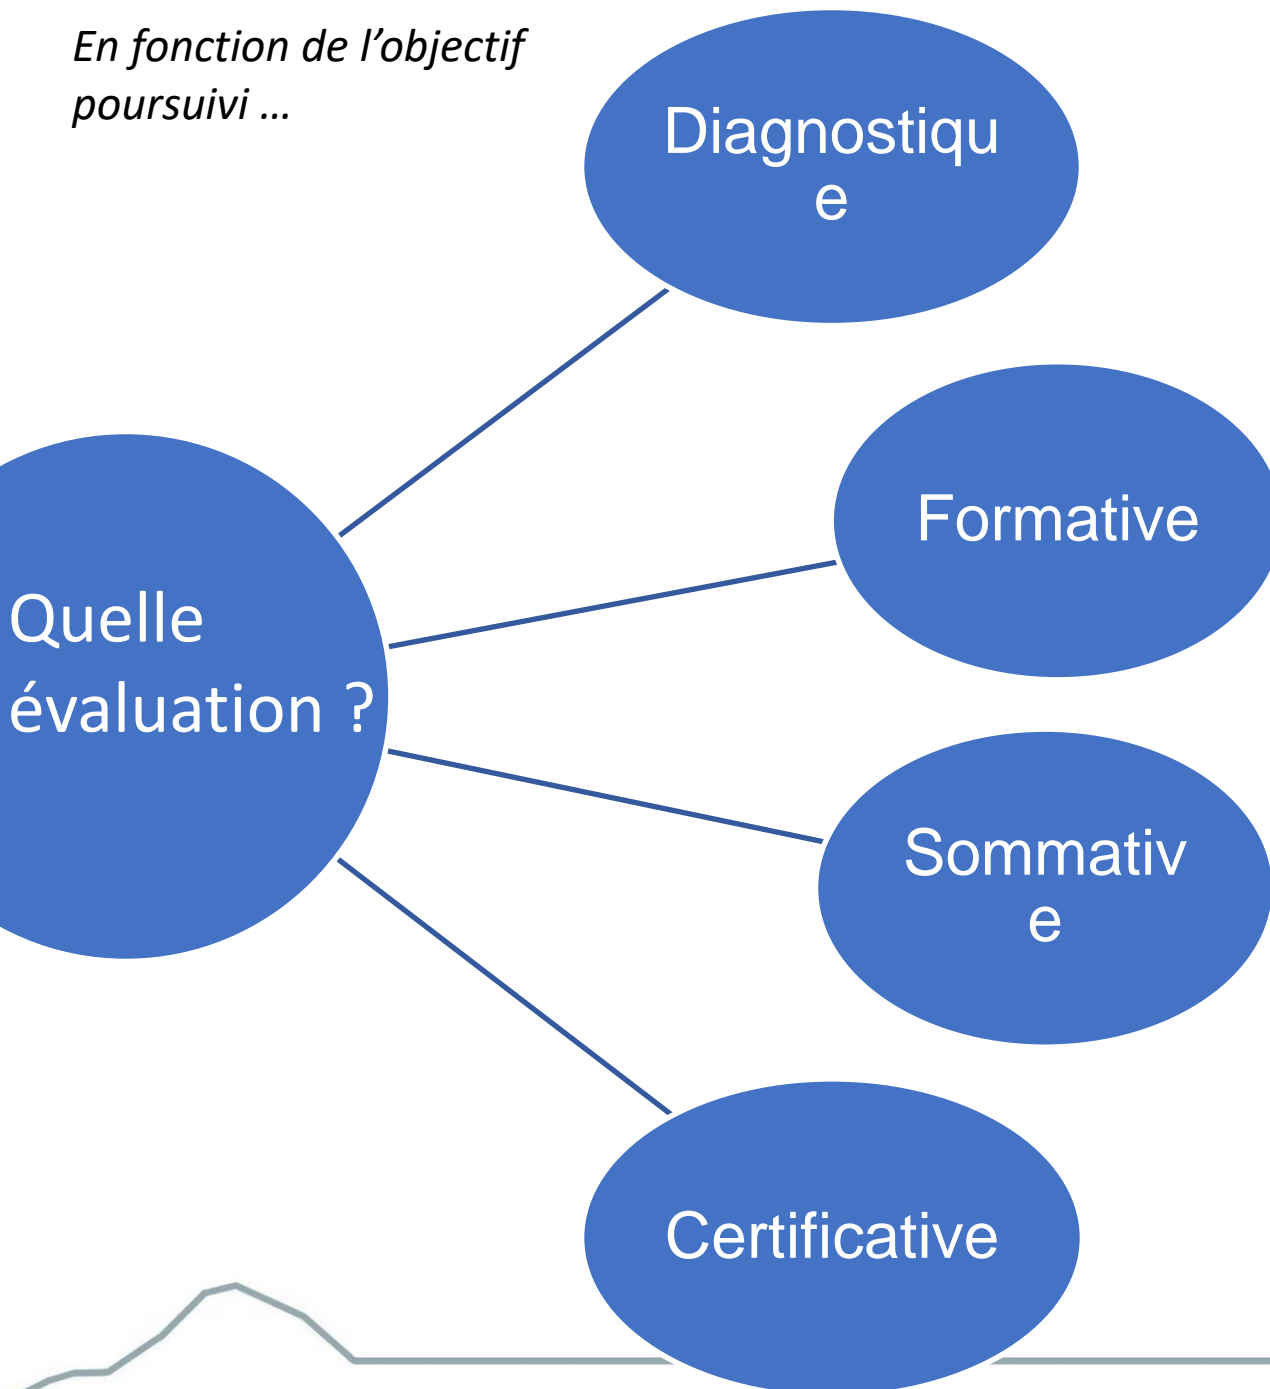 En fonction de l’objectif
poursuivi …
Diagnostiqu
e
Formative
Quelle
évaluation ?
Sommativ
e
Certificative